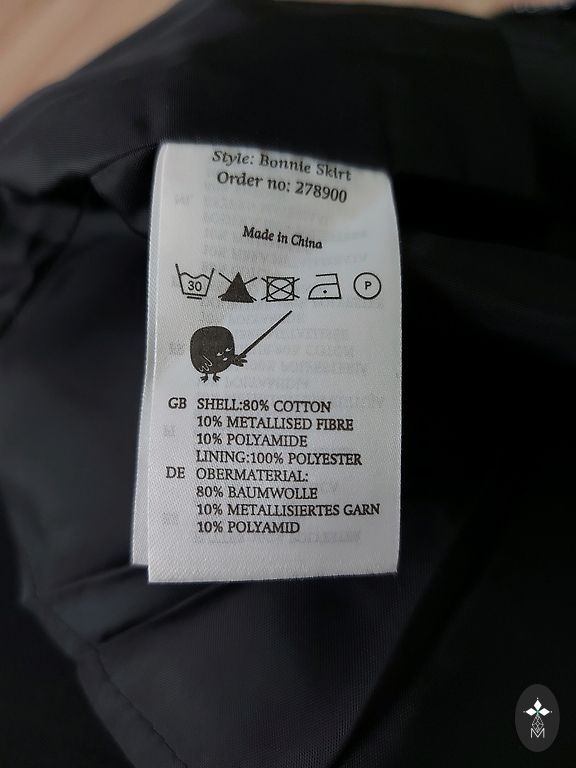 Style: Bonnie Skirt
Order no: 278900
Made in China
30
P
GB SHELL:80% COTTON
10% METALLISED FIBRE
10% POLYAMIDE
LINING:100% POLYESTER
DE OBERMATERIAL:
80% BAUMWOLLE
10% METALLISIERTES GARN
10% POLYAMID
M